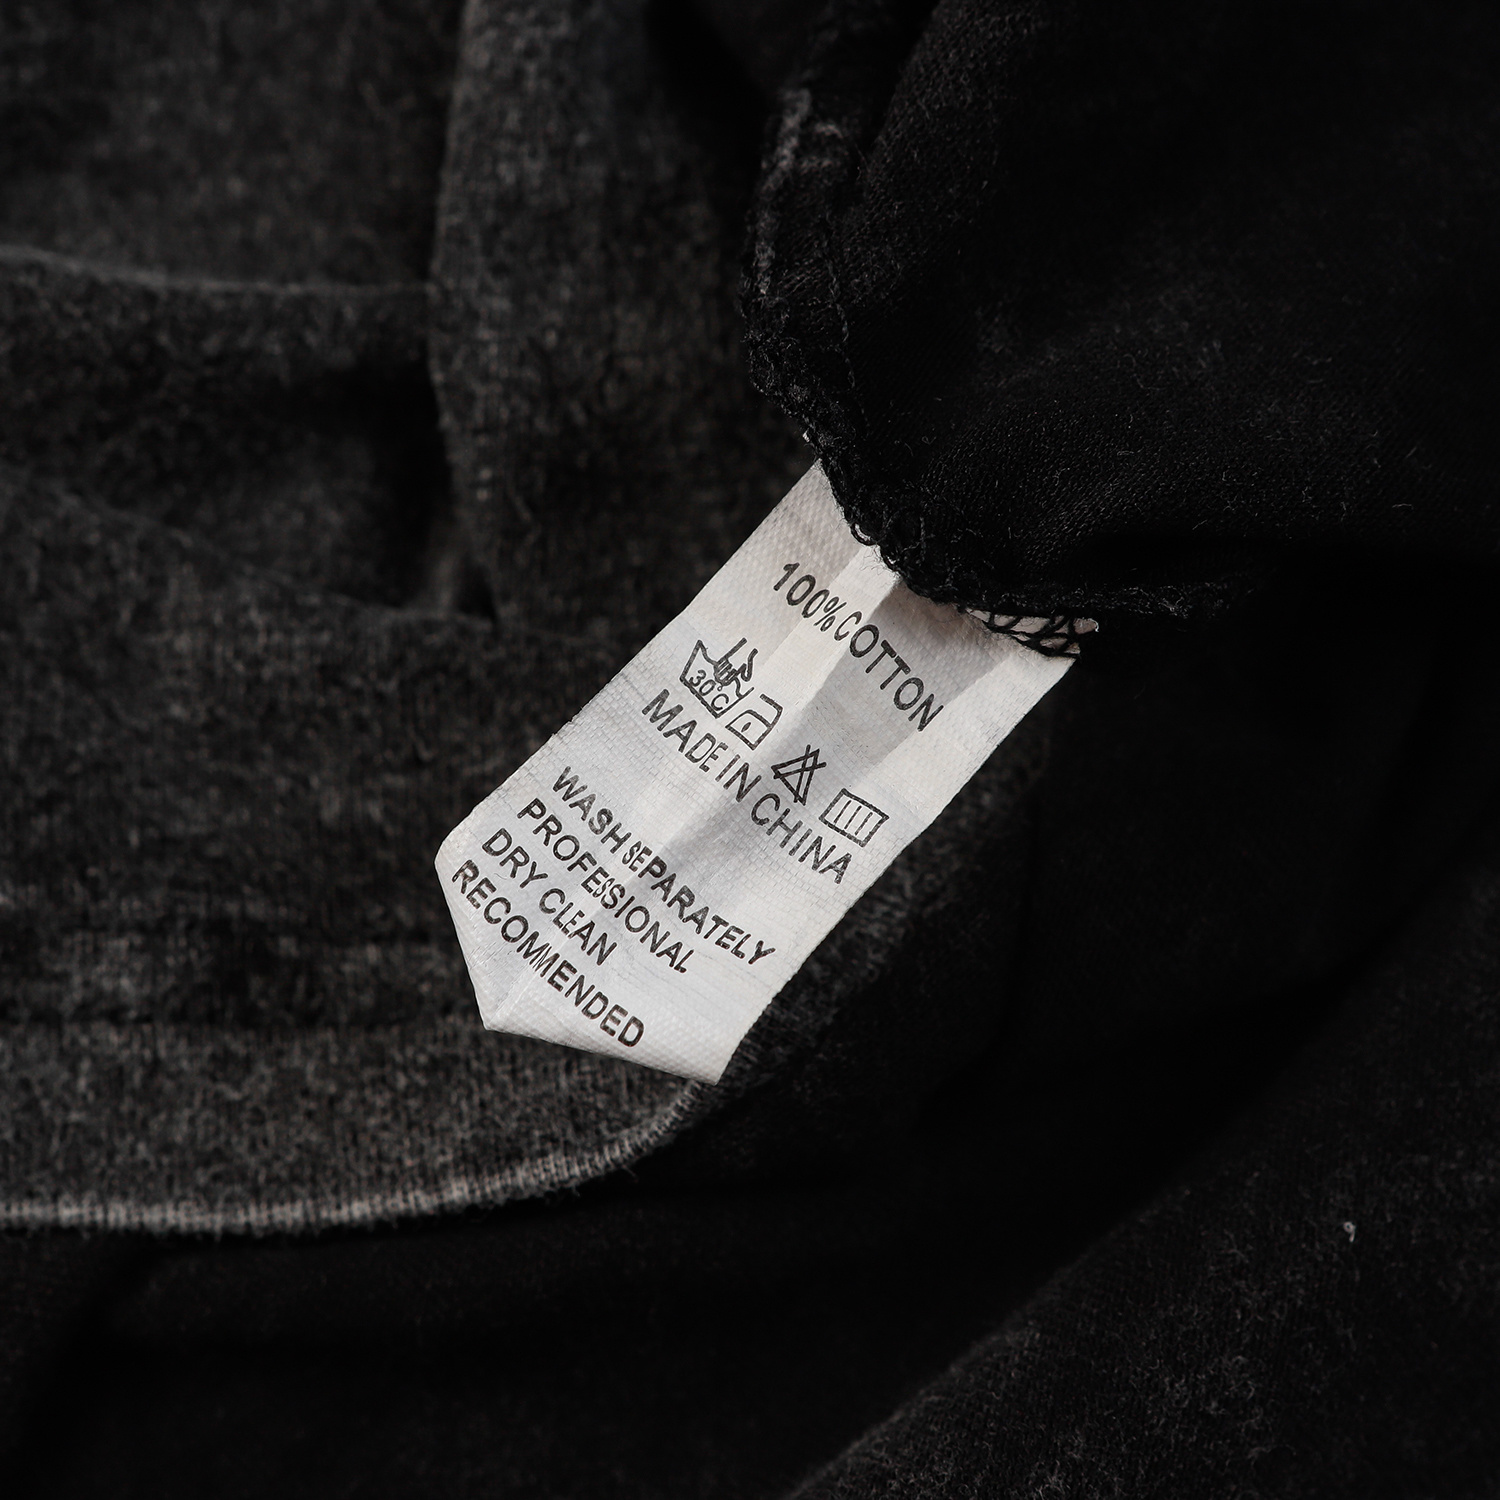 100% COTTON
30°C
MADE IN CHINA
WASH SEPARATELY
PROFESSIONAL
DRY CLEAN
RECOMMENDED